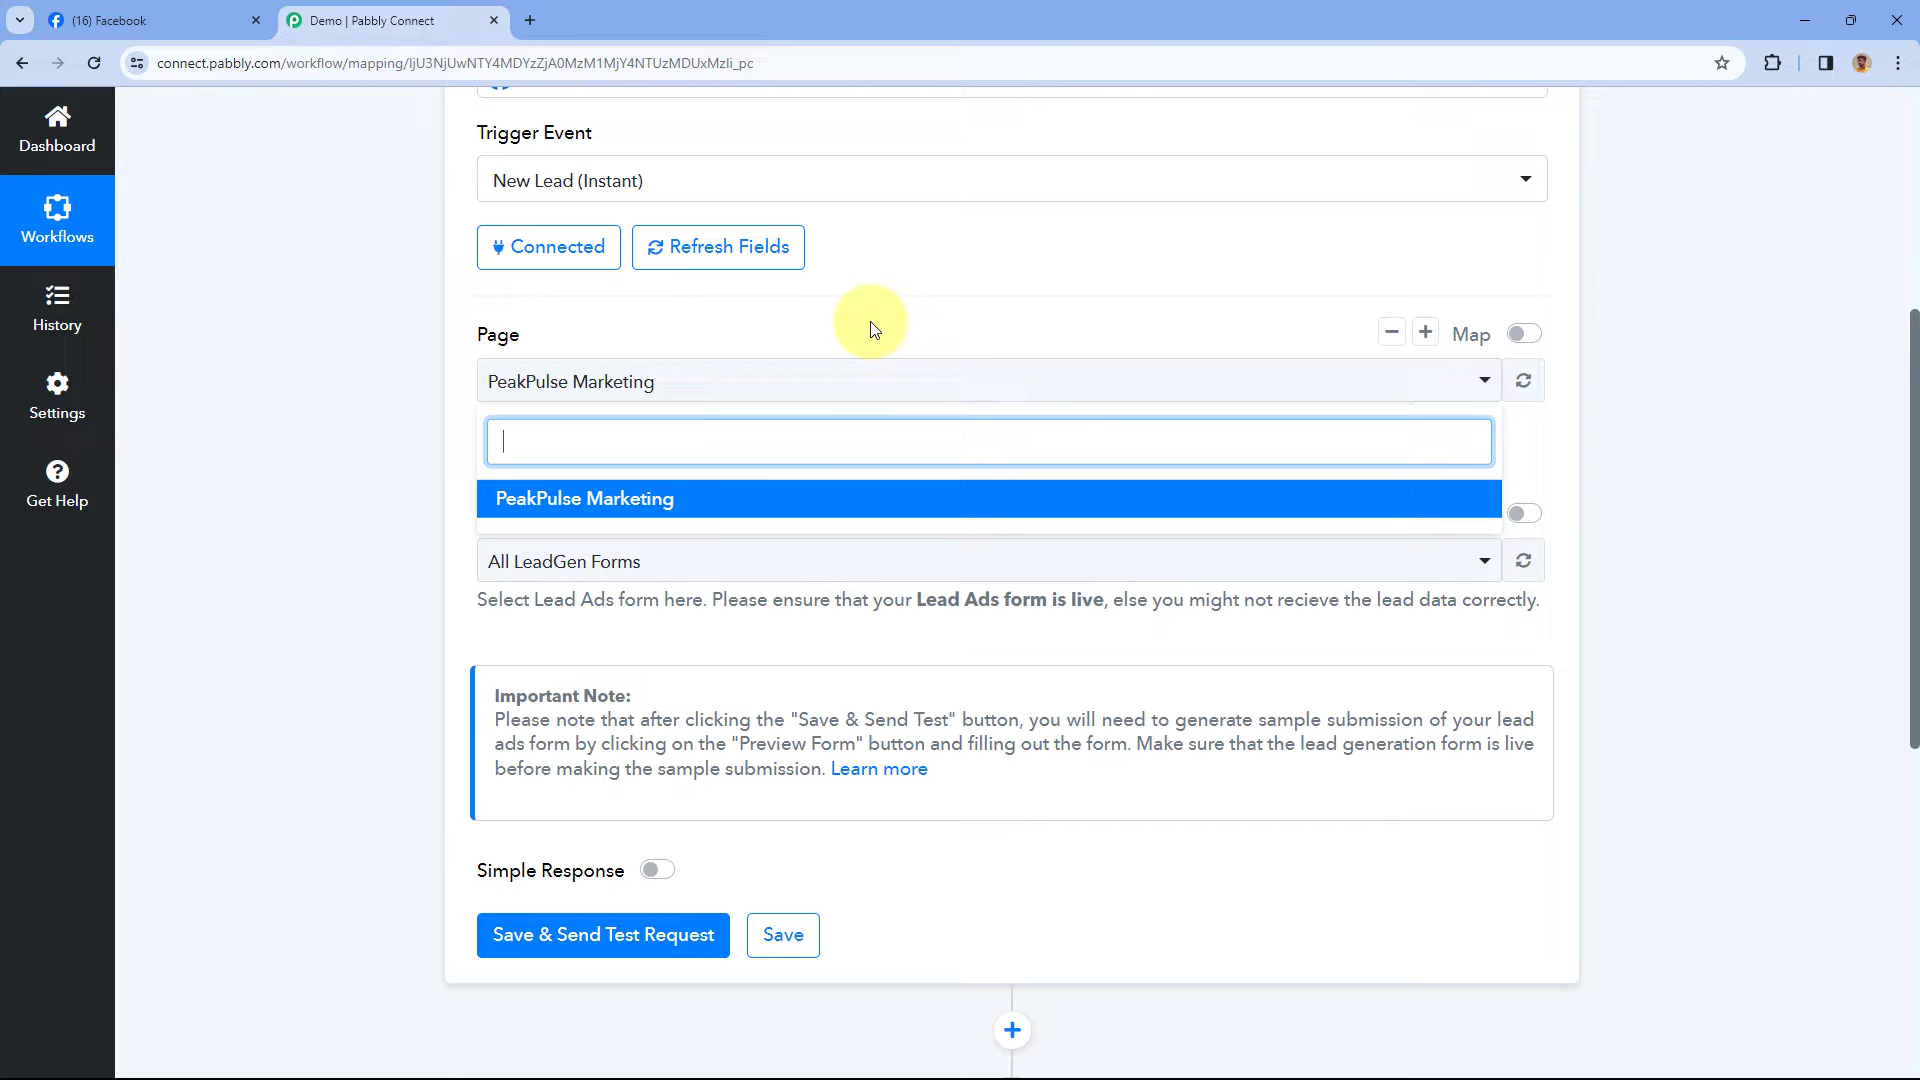 (16) Facebook
Demo | Pabbly Connect
connect.pabbly.com/workflow/mapping/IjU3NjUwNTY4MDYzZjA0MzM1MjY4NTUzMDUxMzIi_pc
Dashboard
Workflows
History
Settings
Get Help
Trigger Event
New Lead (Instant)
Connected
Refresh Fields
Page
Map
PeakPulse Marketing
PeakPulse Marketing
All LeadGen Forms
Select Lead Ads form here. Please ensure that your Lead Ads form is live, else you might not recieve the lead data correctly.
Important Note:
Please note that after clicking the "Save & Send Test" button, you will need to generate sample submission of your lead
ads form by clicking on the "Preview Form" button and filling out the form. Make sure that the lead generation form is live
before making the sample submission. Learn more
Simple Response
Save & Send Test Request
Save